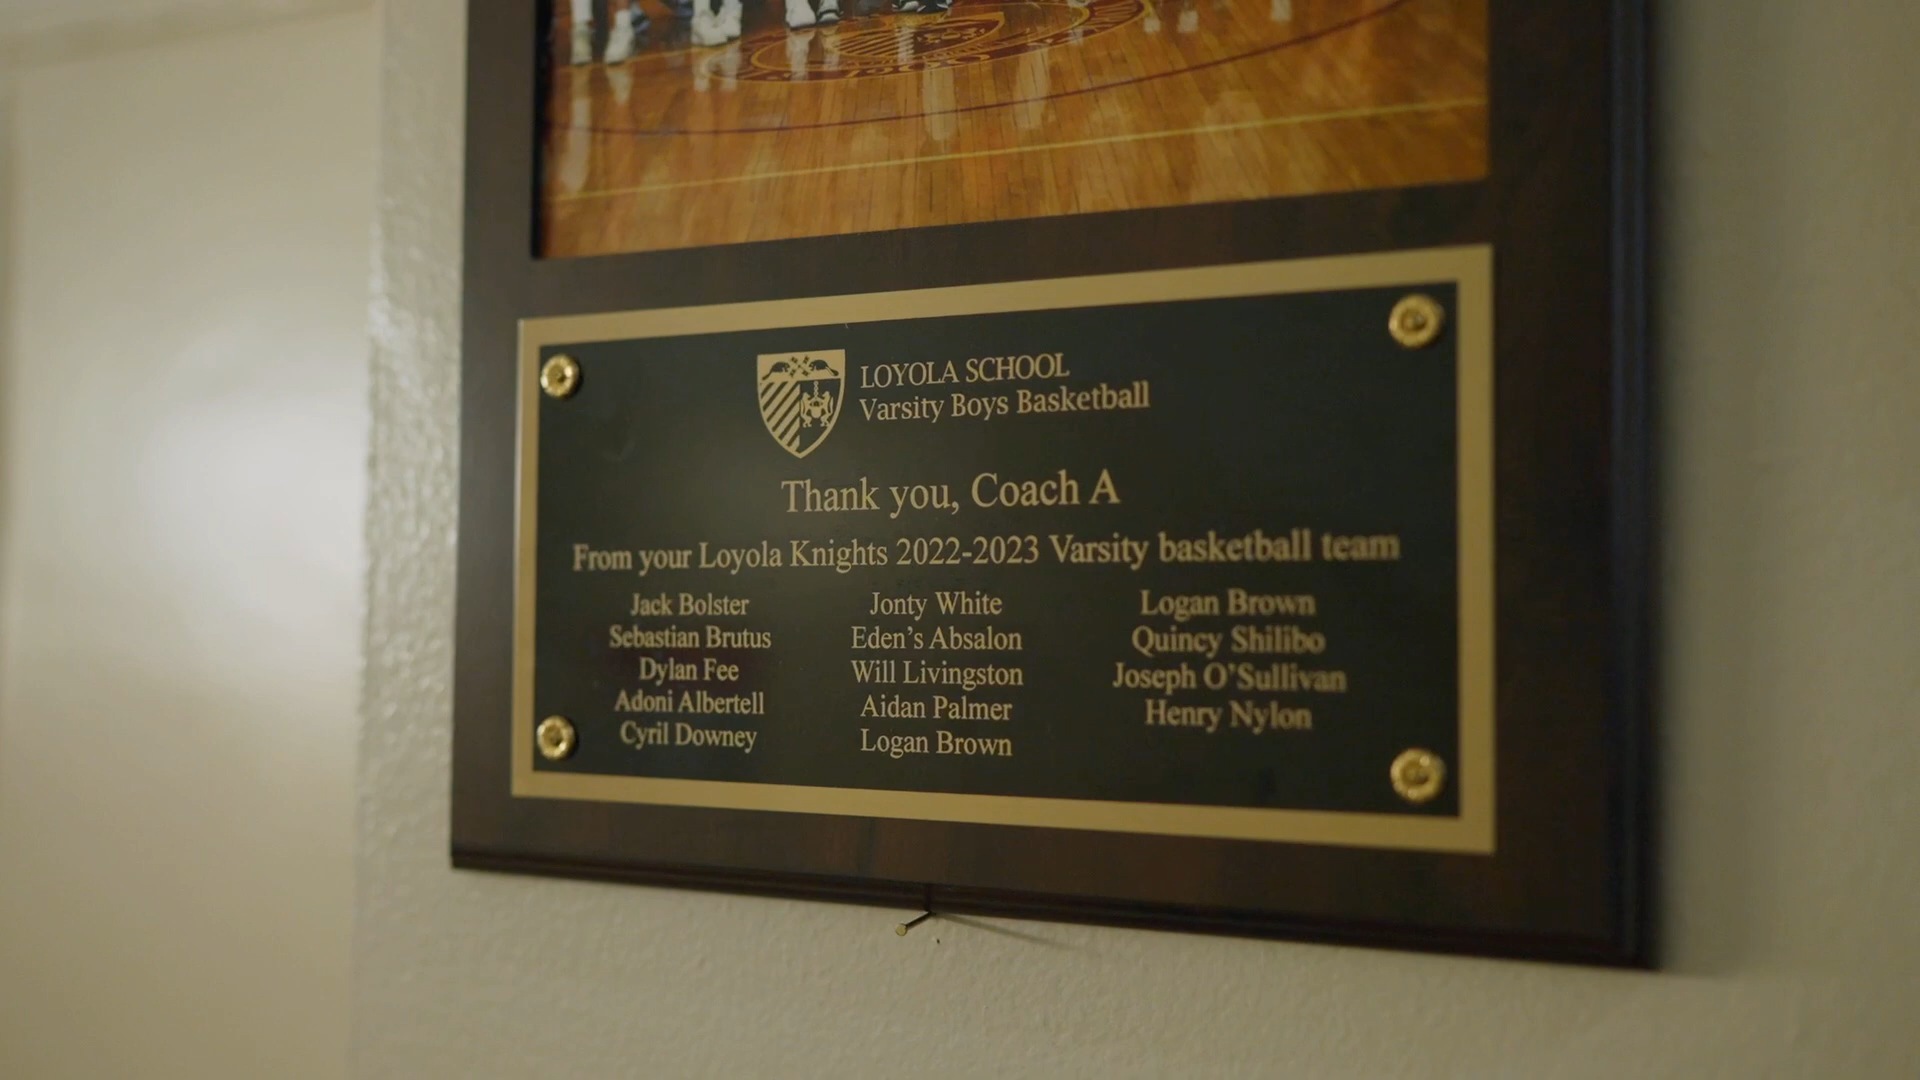 LOYOLA SCHOOL
Varsity Boys Basketball
Thank you, Coach A
From your Loyola Knights 2022-2023 Varsity basketball team
Jack Bolster
Sebastian Brutus
Dylan Fee
Adoni Albertell
Cyril Downey
Jonty White
Eden's Absalon
Will Livingston
Aidan Palmer
Logan Brown
Logan Brown
Quincy Shilibo
Joseph O'Sullivan
Henry Nylon